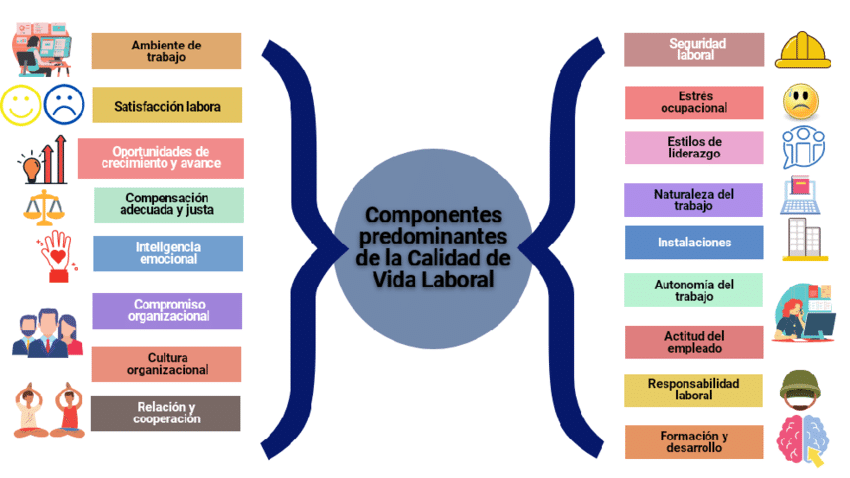 Ambiente de
trabajo
Satisfacción labora
Oportunidades de
crecimiento y avance
Compensación
adecuada y justa
Inteligencia
emocional
Compromiso
organizacional
Cultura
organizacional
Relación y
cooperación
Componentes
predominantes
de la Calidad de
Vida Laboral
Seguridad
laboral
Estrés
ocupacional
Estilos de
liderazgo
Naturaleza del
trabajo
Instalaciones
Autonomía del
trabajo
Actitud del
empleado
Responsabilidad
laboral
Formación y
desarrollo